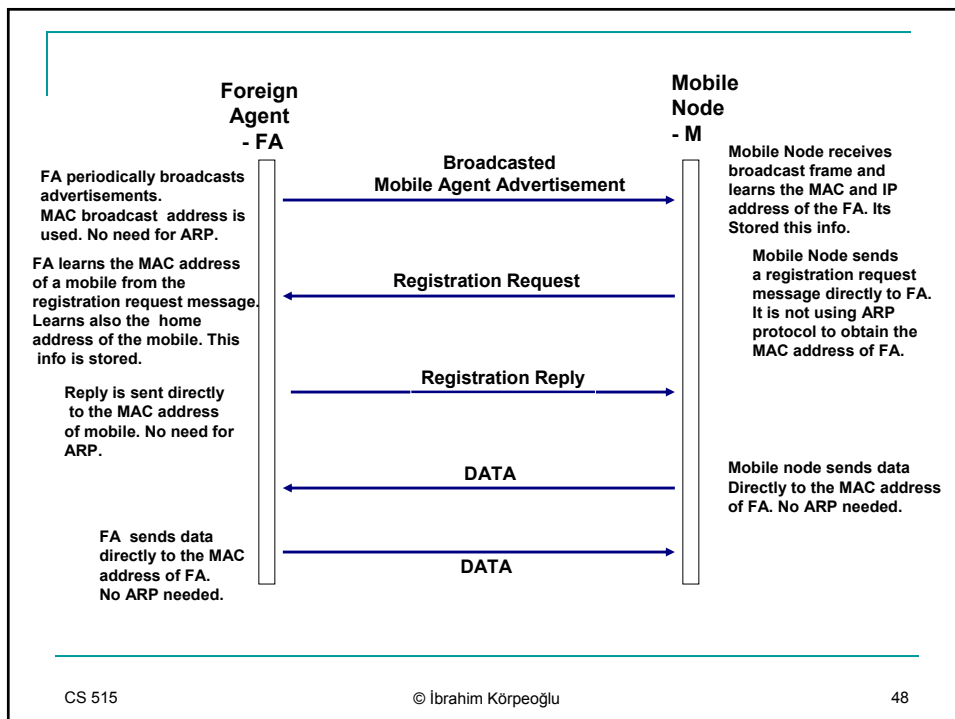 Foreign
Agent
- FA
Mobile
Node
- M
FA periodically broadcasts
advertisements.
MAC broadcast address is
used. No need for ARP.
Broadcasted
Mobile Agent Advertisement
Mobile Node receives
broadcast frame and
learns the MAC and IP
address of the FA. Its
Stored this info.
FA learns the MAC address
of a mobile from the
registration request message.
Learns also the home
address of the mobile. This
info is stored.
Registration Request
Mobile Node sends
a registration request
message directly to FA.
It is not using ARP
protocol to obtain the
MAC address of FA.
Reply is sent directly
to the MAC address
of mobile. No need for
ARP.
Registration Reply
DATA
Mobile node sends data
Directly to the MAC address
of FA. No ARP needed.
FA sends data
directly to the MAC
address of FA.
No ARP needed.
DATA
CS 515
© İbrahim Körpeoğlu
48